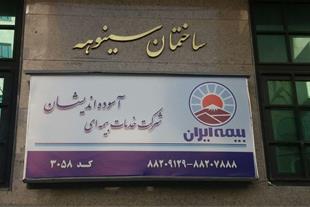 ساختمان سینوهه
آسوده اندیشان
شرکت خدمات بیمه ای
بیمه ایران
کد ۳۰۵۸
۸۸۲۰۹۱۲۹-۸۸۲۰۷۸۸۸